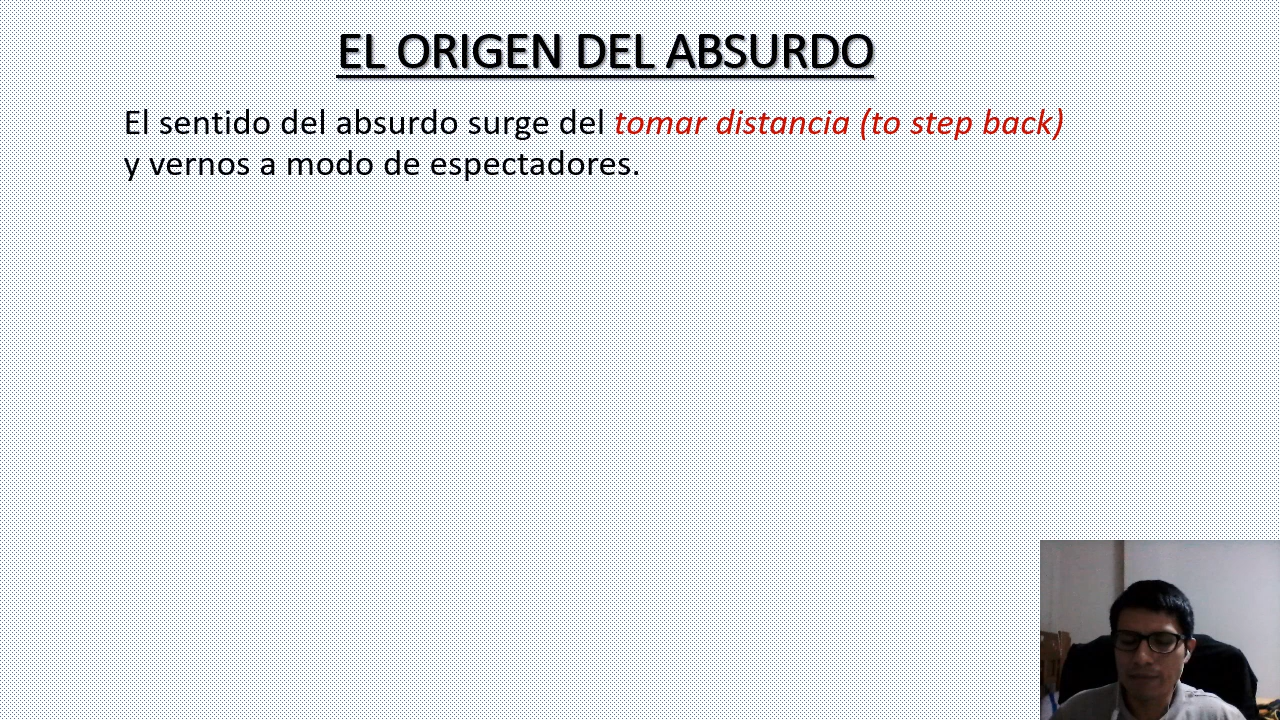 EL ORIGEN DEL ABSURDO
El sentido del absurdo surge del tomar distancia (to step back)
y vernos a modo de espectadores.